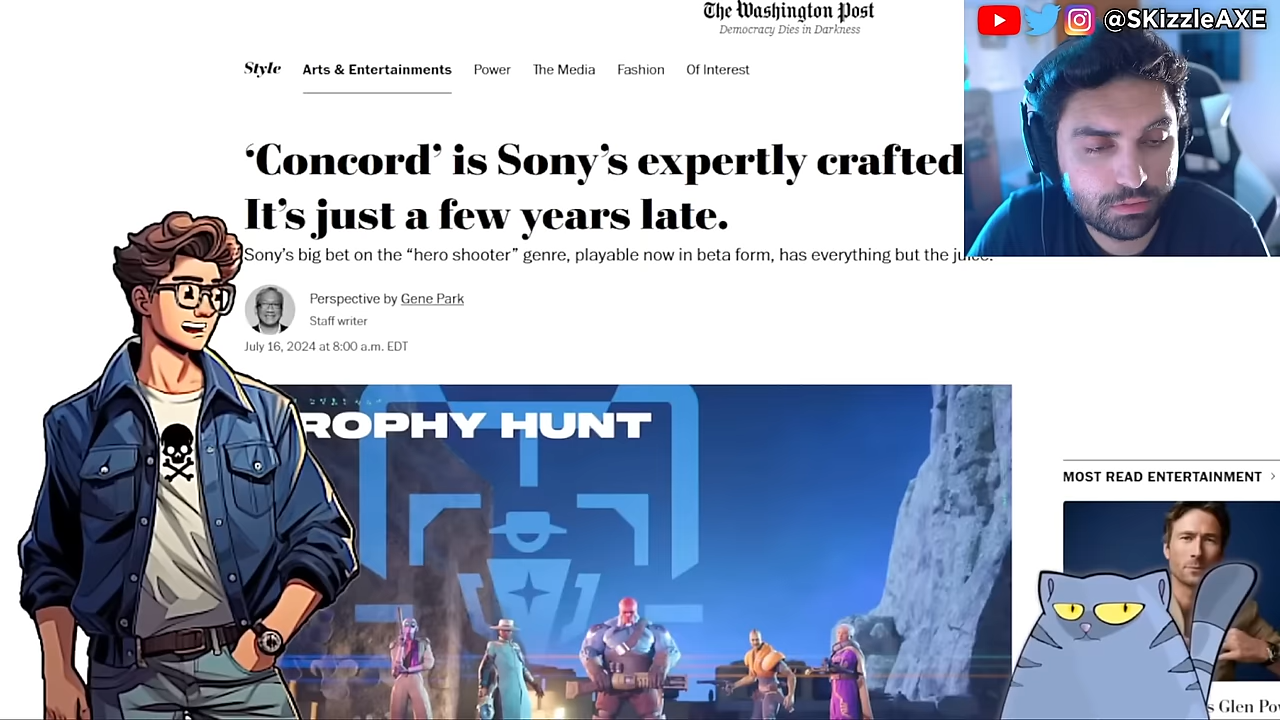 The Washington Post
Democracy Dies in Darkness
@SKizzleAXE
Style
Arts & Entertainments
Power
The Media
Fashion
Of Interest
‘Concord’ is Sony’s expertly crafted
It’s just a few years late.
Sony’s big bet on the “hero shooter” genre, playable now in beta form, has everything but the juice.
Perspective by Gene Park
Staff writer
July 16, 2024 at 8:00 a.m. EDT
ROPHY HUNT
MOST READ ENTERTAINMENT >
s Glen Po